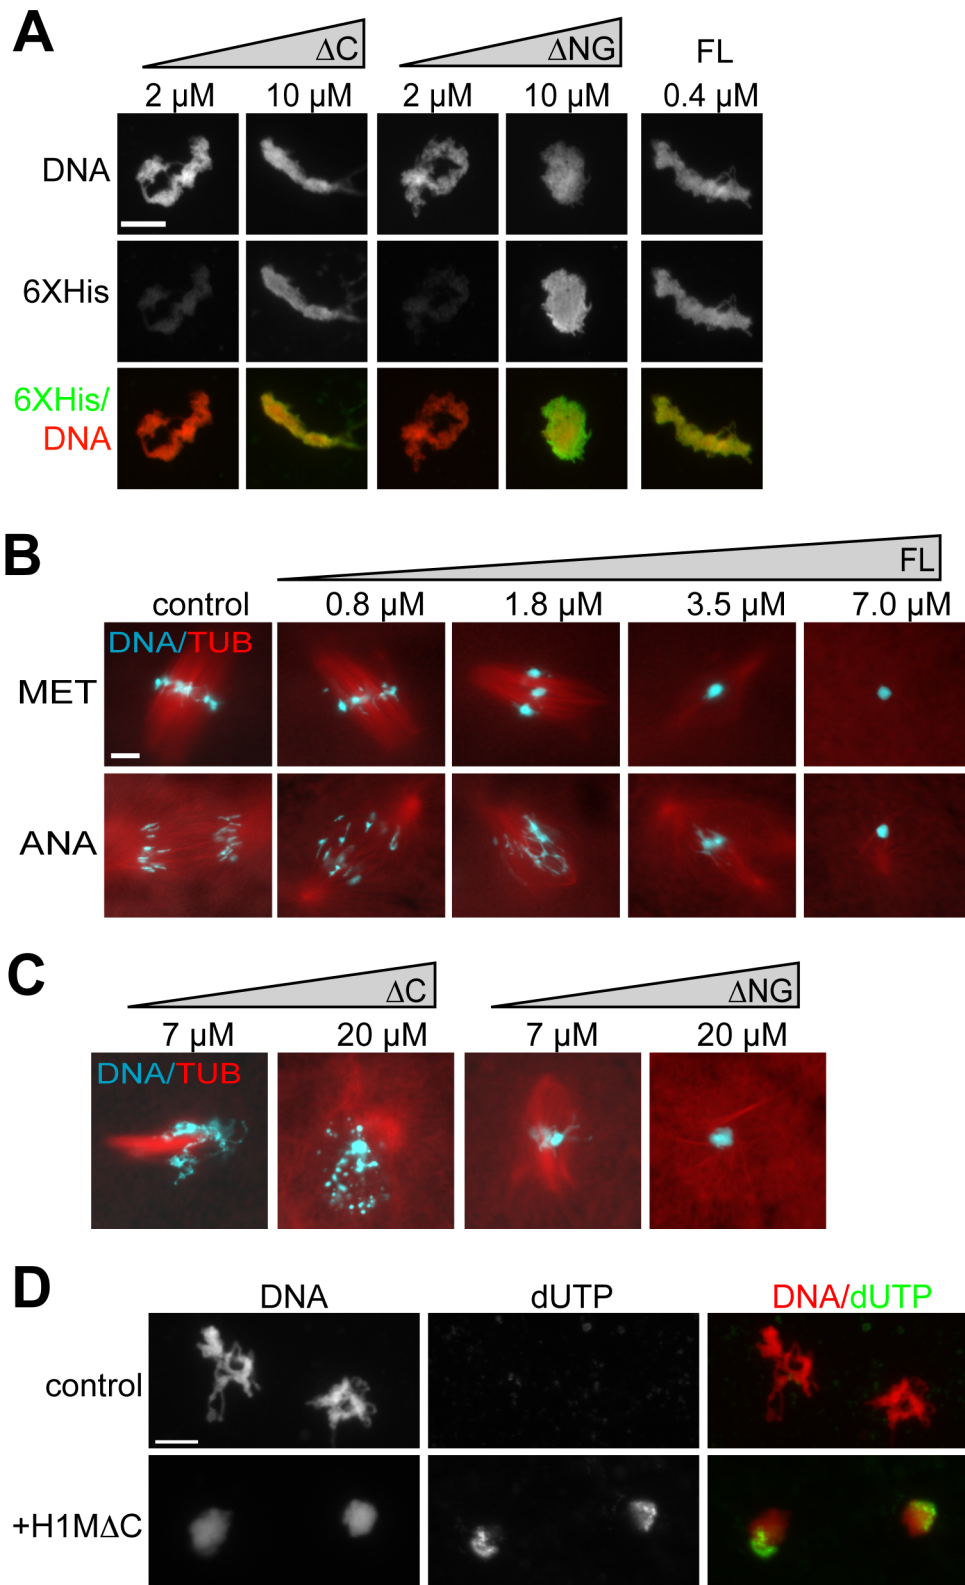 A
ΔC
ΔNG
FL
2 µM
10 µM
2 µM
10 µM
0.4 µM
DNA
6XHis
6XHis/
DNA
B
FL
control
0.8 µM
1.8 µM
3.5 µM
7.0 µM
DNA/TUB
MET
ANA
C
ΔC
ΔNG
7 µM
20 µM
7 µM
20 µM
DNA/TUB
D
DNA
dUTP
DNA/dUTP
control
+H1MΔC